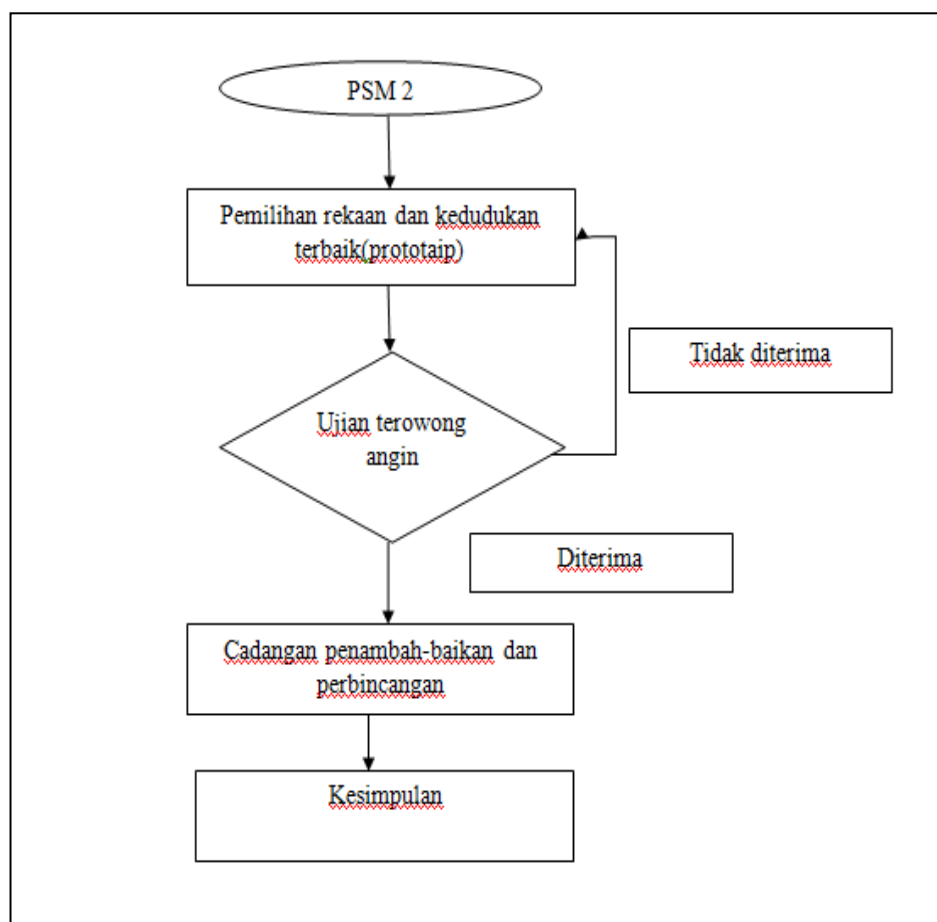 PSM 2
Pemilihan rekaan dan kedudukan
terbaik(prototaip)
Tidak diterima
Ujian terowong
angin
Diterima
Cadangan penambah-baikan dan
perbincangan
Kesimpulan